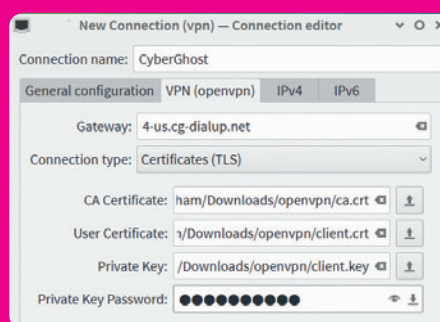 New Connection (vpn) — Connection editor
Connection name: CyberGhost
General configuration VPN (openvpn) IPv4 IPv6
Gateway: 4-us.cg-dialup.net
Connection type: Certificates (TLS)
CA Certificate: ham/Downloads/openvpn/ca.crt
User Certificate: /Downloads/openvpn/client.crt
Private Key: /Downloads/openvpn/client.key
Private Key Password: ●●●●●●●●●●